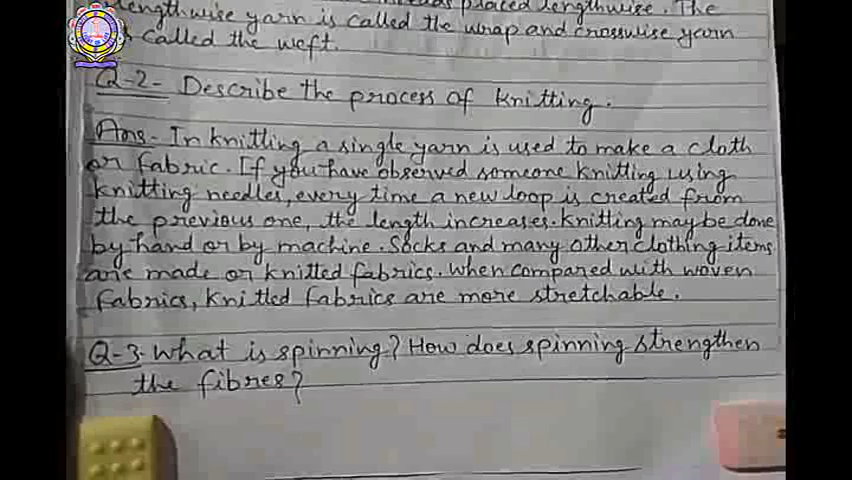 lengthwise yarn is called the wrap and crosswise yarn
is called the weft.
Q-2- Describe the process of knitting.
Ans- In knitting a single yarn is used to make a cloth
or fabric. If you have observed someone knitting using
knitting needles, every time a new loop is created from
the previous one, the length increases. Knitting may be done
by hand or by machine. Socks and many other clothing items
are made or knitted fabrics. When compared with woven
fabrics, knitted fabrics are more stretchable.
Q-3- What is spinning? How does spinning strengthen
the fibres?